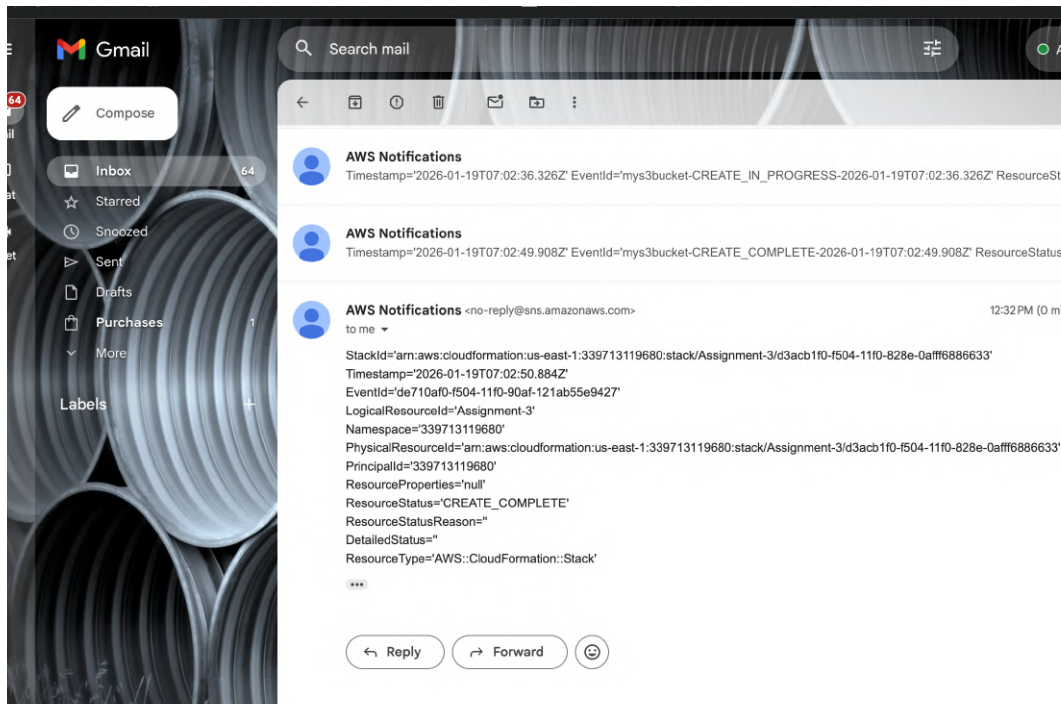 Gmail
Search mail
A
64
Compose
Inbox 64
Starred
Snoozed
Sent
Drafts
Purchases 1
More
Labels +
AWS Notifications
Timestamp='2026-01-19T07:02:36.326Z' EventId='mys3bucket-CREATE_IN_PROGRESS-2026-01-19T07:02:36.326Z' ResourceSt
AWS Notifications
Timestamp='2026-01-19T07:02:49.908Z' EventId='mys3bucket-CREATE_COMPLETE-2026-01-19T07:02:49.908Z' ResourceStatus
AWS Notifications <no-reply@sns.amazonaws.com> 12:32 PM (0 m
to me
StackId='arn:aws:cloudformation:us-east-1:339713119680:stack/Assignment-3/d3acb1f0-f504-11f0-828e-0afff6886633'
Timestamp='2026-01-19T07:02:50.884Z'
EventId='de710af0-f504-11f0-90af-121ab55e9427'
LogicalResourceId='Assignment-3'
Namespace='339713119680'
PhysicalResourceId='arn:aws:cloudformation:us-east-1:339713119680:stack/Assignment-3/d3acb1f0-f504-11f0-828e-0afff6886633'
PrincipalId='339713119680'
ResourceProperties='null'
ResourceStatus='CREATE_COMPLETE'
ResourceStatusReason=''
DetailedStatus=''
ResourceType='AWS::CloudFormation::Stack'
Reply
Forward